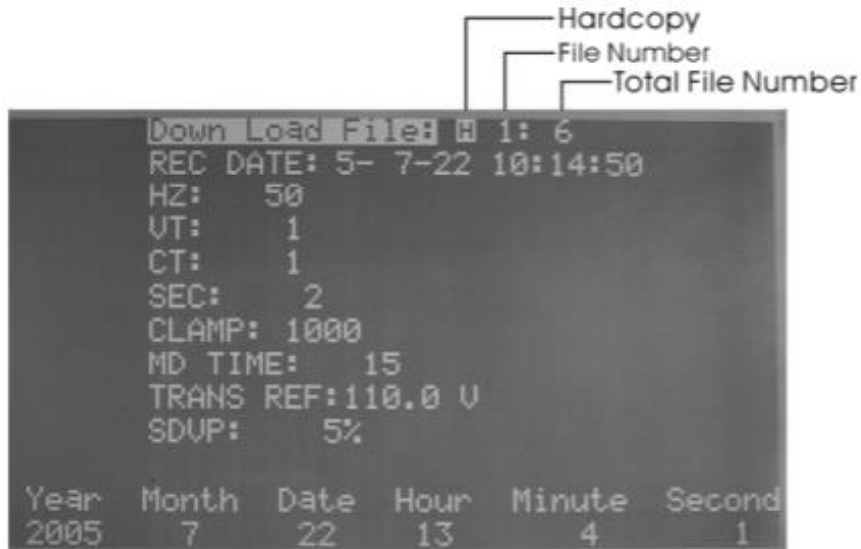 Hardcopy
File Number
Total File Number
Down Load File: H 1: 6
REC DATE: 5- 7-22 10:14:50
HZ: 50
VT: 1
CT: 1
SEC: 2
CLAMP: 1000
MD TIME: 15
TRANS REF:110.0 V
SDVP: 5%
Year Month Date Hour Minute Second
2005 7 22 13 4 1